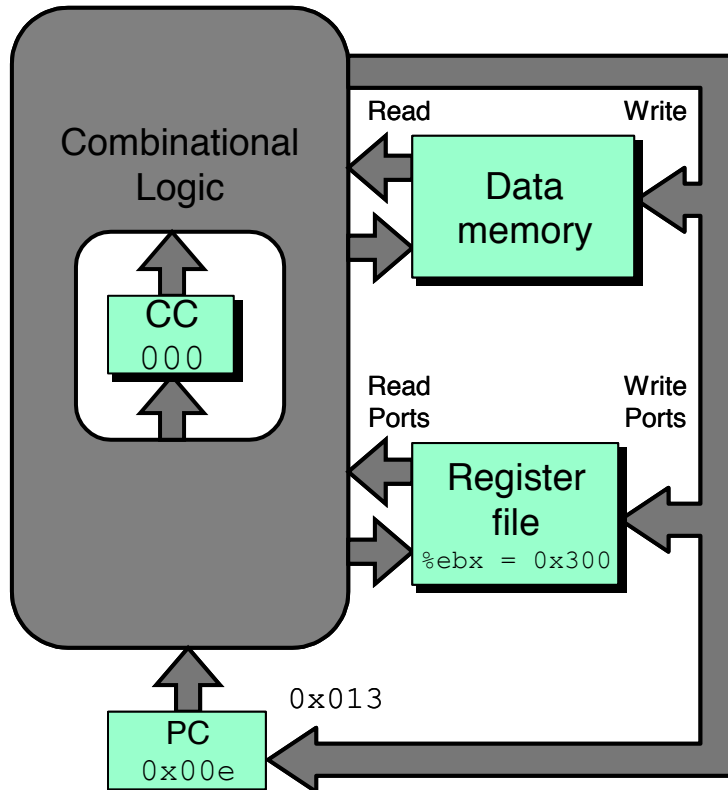 Read
Write
Combinational
Logic
Data
memory
CC
000
Read
Ports
Write
Ports
Register
file
%ebx = 0x300
0x013
PC
0x00e